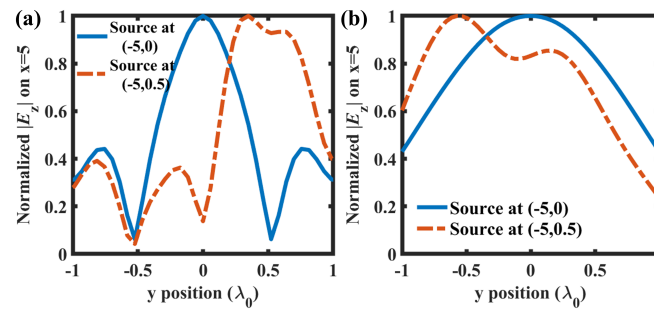 (a)
Source at
(-5,0)
Source at
(-5,0.5)
Normalized |E_z| on x=5
1
0.8
0.6
0.4
0.2
0
-1
-0.5
0
0.5
1
y position (λ_0)
(b)
Source at (-5,0)
Source at (-5,0.5)
Normalized |E_z| on x=5
1
0.8
0.6
0.4
0.2
0
-1
-0.5
0
0.5
y position (λ_0)